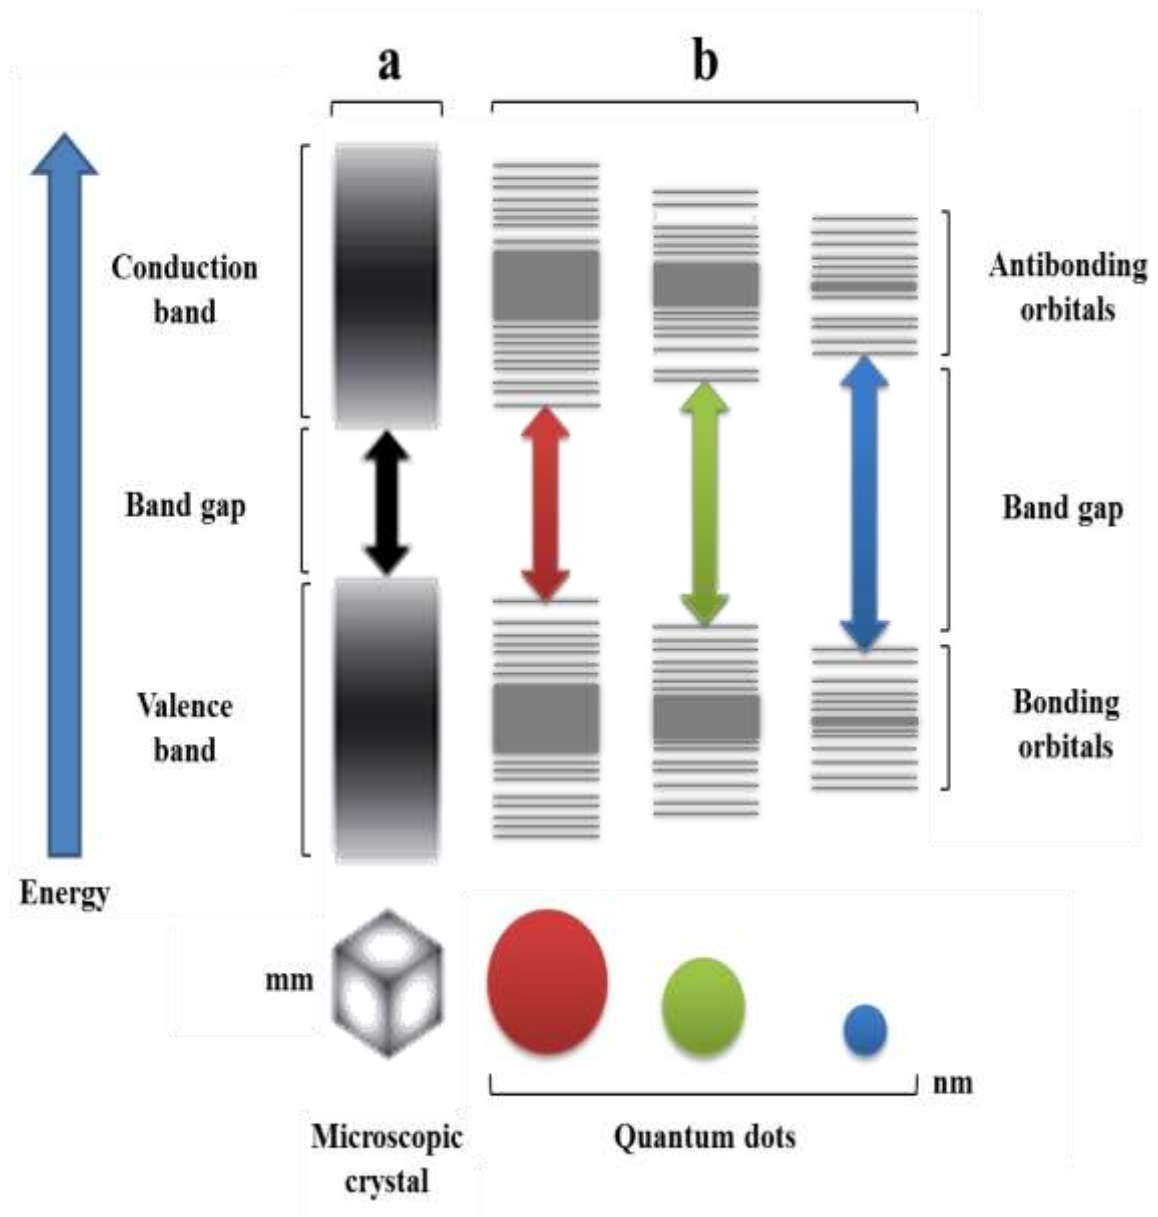 a
b
Conduction
band
Antibonding
orbitals
Band gap
Band gap
Valence
band
Bonding
orbitals
Energy
mm
nm
Microscopic
crystal
Quantum dots